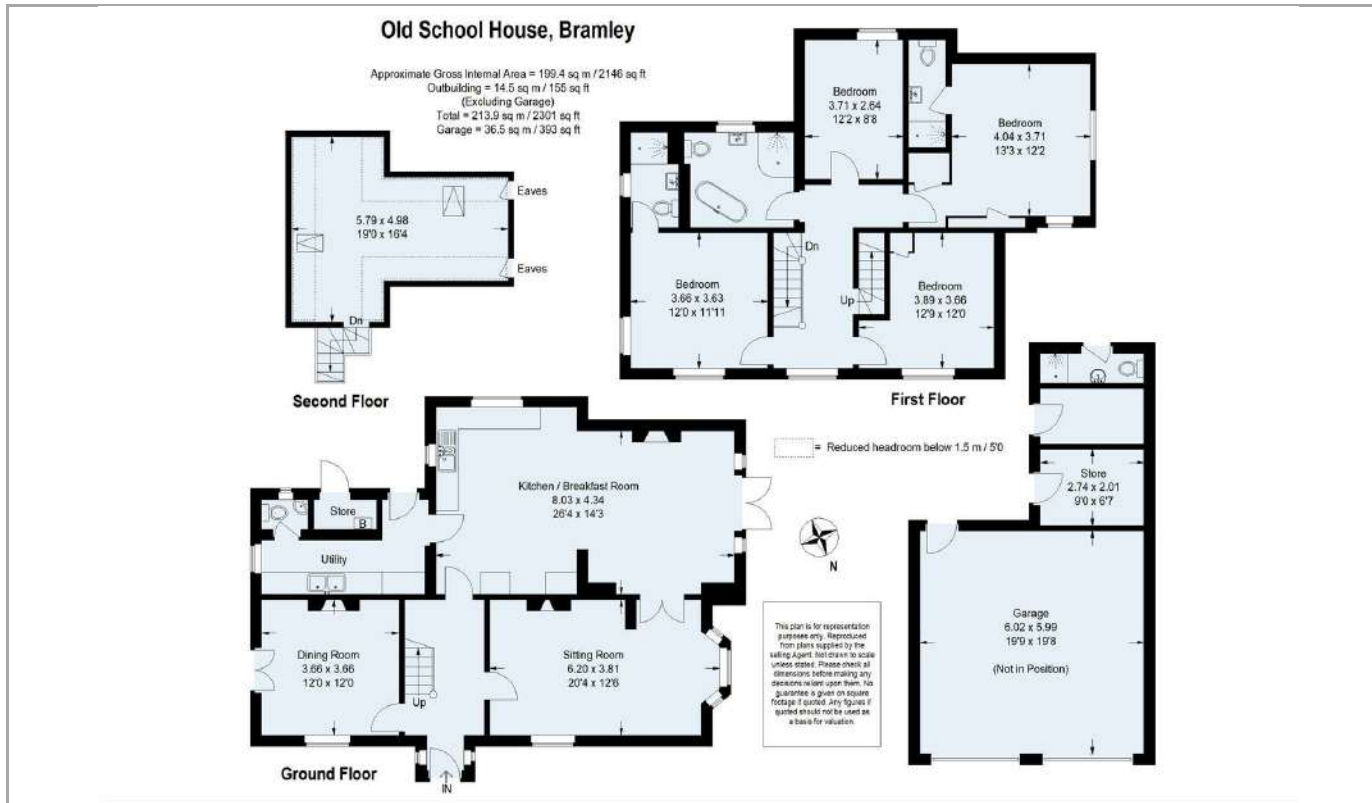 Old School House, Bramley
Approximate Gross Internal Area = 199.4 sq m / 2146 sq ft
Outbuilding = 14.5 sq m / 155 sq ft
(Excluding Garage)
Total = 213.9 sq m / 2301 sq ft
Garage = 36.5 sq m / 393 sq ft
Eaves
5.79 x 4.98
19'0 x 16'4
Eaves
Dn
Second Floor
Bedroom
3.71 x 2.64
12'2 x 8'8
Bedroom
4.04 x 3.71
13'3 x 12'2
Dn
Bedroom
3.66 x 3.63
12'0 x 11'11
Up
Bedroom
3.89 x 3.66
12'9 x 12'0
First Floor
= Reduced headroom below 1.5 m / 5'0
Kitchen / Breakfast Room
8.03 x 4.34
26'4 x 14'3
Store
B
Utility
Dining Room
3.66 x 3.66
12'0 x 12'0
Up
Sitting Room
6.20 x 3.81
20'4 x 12'6
IN
Ground Floor
N
Store
2.74 x 2.01
9'0 x 6'7
Garage
6.02 x 5.99
19'9 x 19'8
(Not in Position)
This plan is for representation
purposes only. Reproduced
from plans supplied by the
selling Agent. Not drawn to scale
unless stated. Please check all
dimensions before making any
decisions reliant upon them. No
guarantee is given on square
footage if quoted. Any figures if
quoted should not be used as
a basis for valuation.